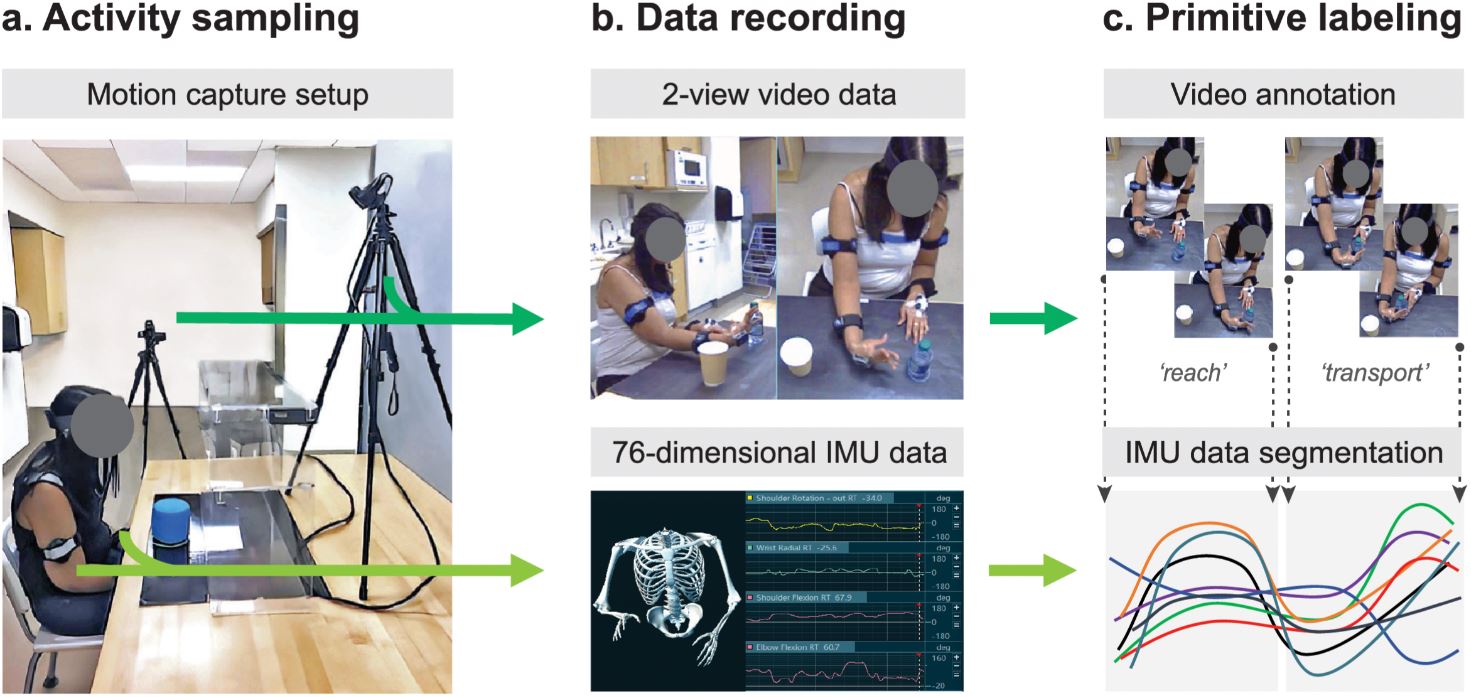 a. Activity sampling
b. Data recording
c. Primitive labeling
Motion capture setup
2-view video data
Video annotation
‘reach’
‘transport’
76-dimensional IMU data
IMU data segmentation
Shoulder Rotation - out RT -34.0
deg
180
0
-180
Wrist Radial RT -25.6
deg
180
0
-180
Shoulder Flexion RT 67.9
deg
180
0
-180
Elbow Flexion RT 60.7
deg
160
-20